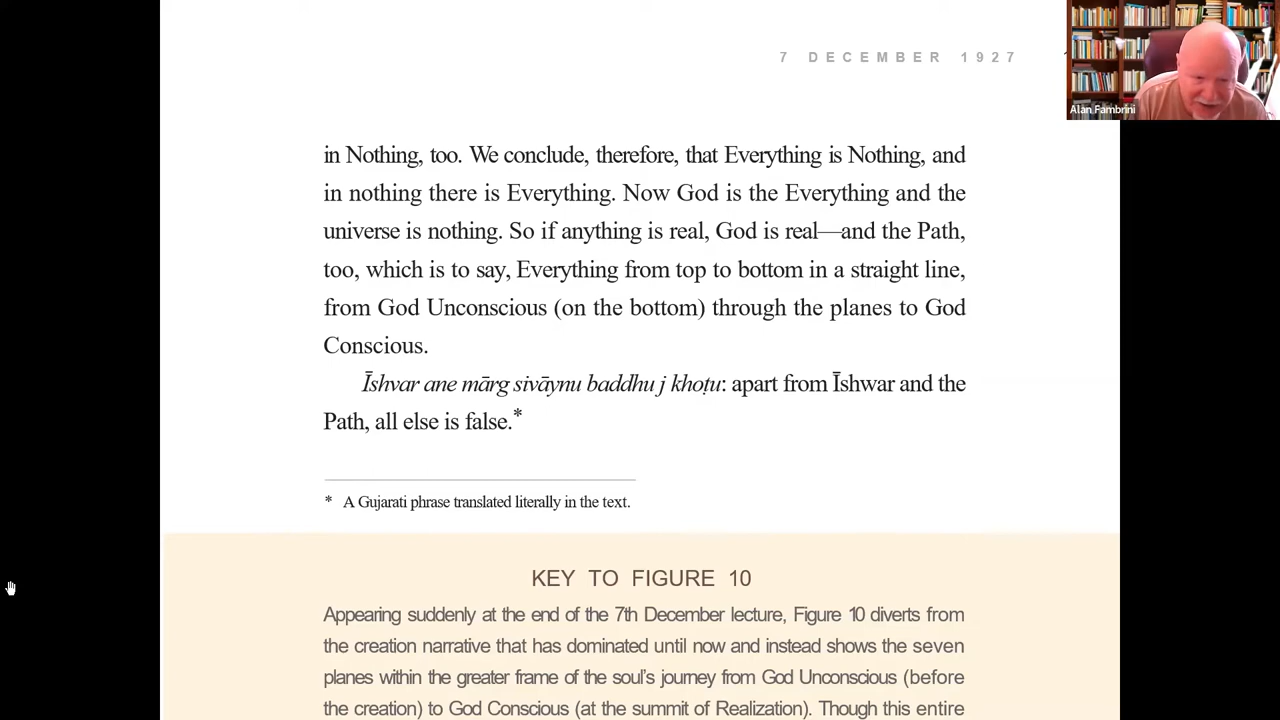 7 DECEMBER 1927
Alan Fambrini
in Nothing, too. We conclude, therefore, that Everything is Nothing, and
in nothing there is Everything. Now God is the Everything and the
universe is nothing. So if anything is real, God is real—and the Path,
too, which is to say, Everything from top to bottom in a straight line,
from God Unconscious (on the bottom) through the planes to God
Conscious.
Īshvar ane mārg sivāynu baddhu j khoṭu: apart from Īshwar and the
Path, all else is false.*
* A Gujarati phrase translated literally in the text.
KEY TO FIGURE 10
Appearing suddenly at the end of the 7th December lecture, Figure 10 diverts from
the creation narrative that has dominated until now and instead shows the seven
planes within the greater frame of the soul's journey from God Unconscious (before
the creation) to God Conscious (at the summit of Realization). Though this entire